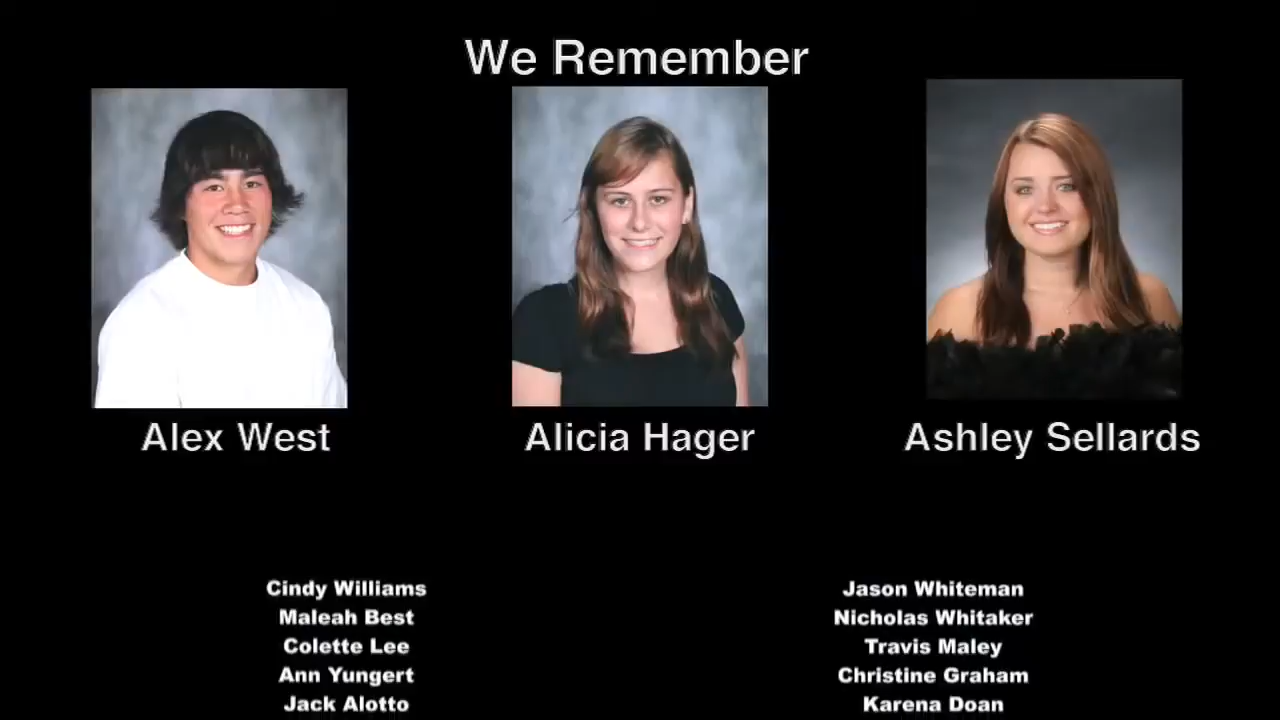 We Remember
Alex West
Alicia Hager
Ashley Sellards
Cindy Williams
Maleah Best
Colette Lee
Ann Yungert
Jack Alotto
Jason Whiteman
Nicholas Whitaker
Travis Maley
Christine Graham
Karena Doan